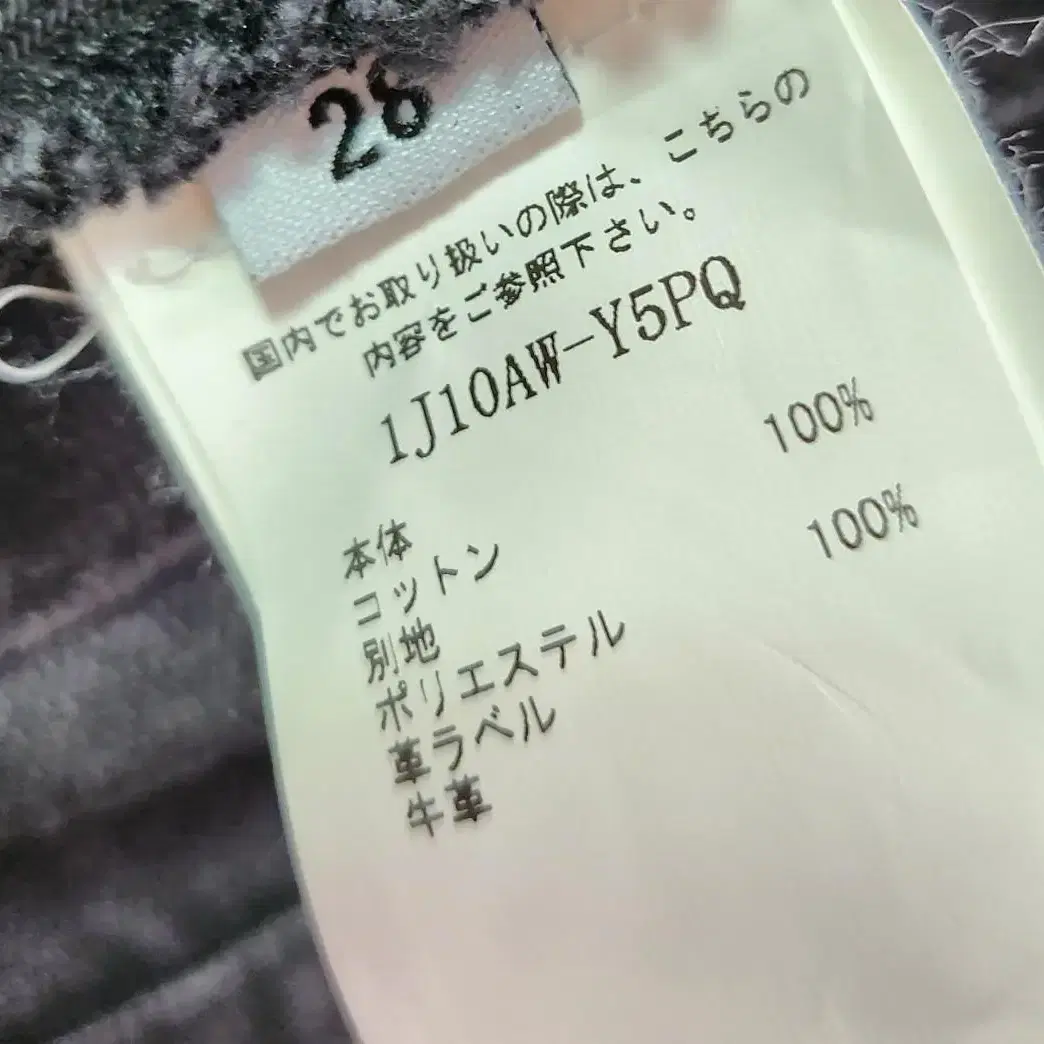 28
国内でお取り扱いの際は、こちらの
内容をご参照下さい。
1J10AW-Y5PQ
本体
コットン 100%
別地
ポリエステル 100%
革ラベル
牛革